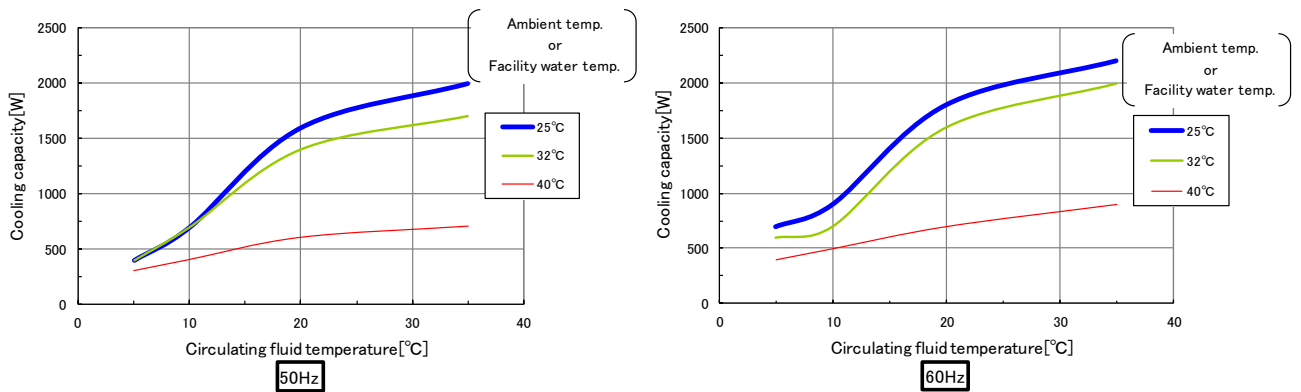 2500
2000
1500
1000
500
0
Cooling capacity[W]
0 10 20 30 40
Circulating fluid temperature[℃]
50Hz
Ambient temp.
or
Facility water temp.
25℃
32℃
40℃
2500
2000
1500
1000
500
0
Cooling capacity[W]
0 10 20 30 40
Circulating fluid temperature[℃]
60Hz
Ambient temp.
or
Facility water temp.
25℃
32℃
40℃